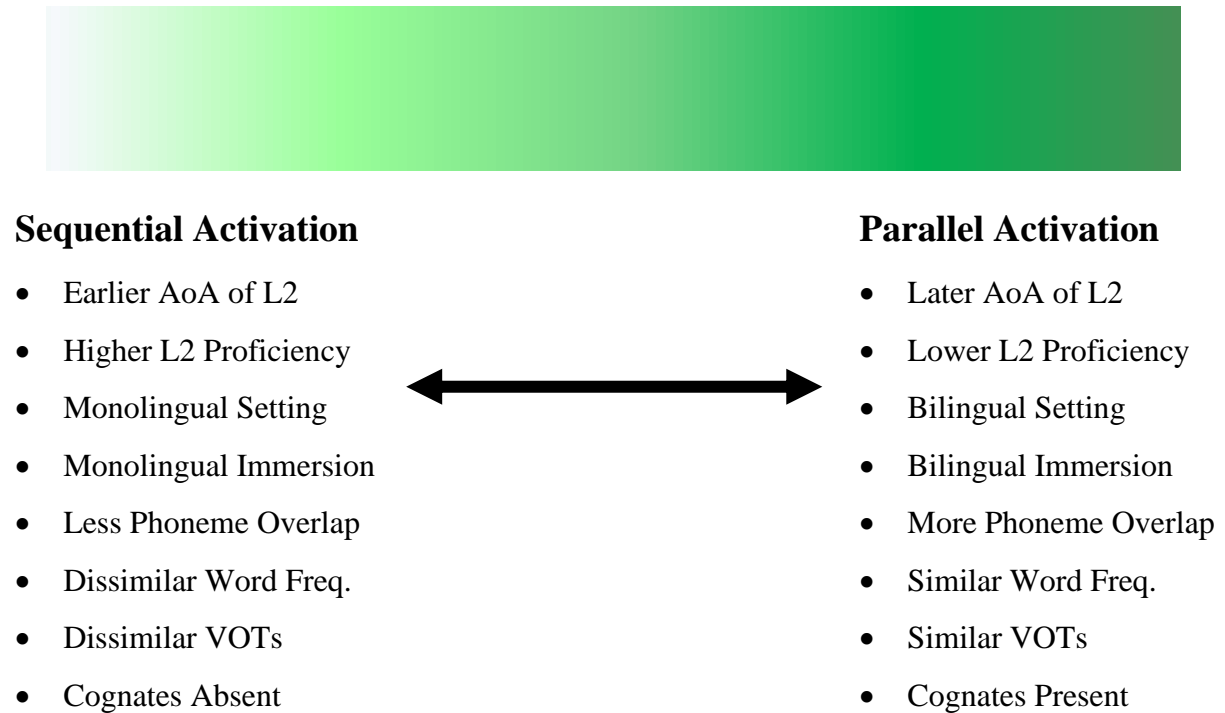 Sequential Activation
• Earlier AoA of L2
• Higher L2 Proficiency
• Monolingual Setting
• Monolingual Immersion
• Less Phoneme Overlap
• Dissimilar Word Freq.
• Dissimilar VOTs
• Cognates Absent
Parallel Activation
• Later AoA of L2
• Lower L2 Proficiency
• Bilingual Setting
• Bilingual Immersion
• More Phoneme Overlap
• Similar Word Freq.
• Similar VOTs
• Cognates Present